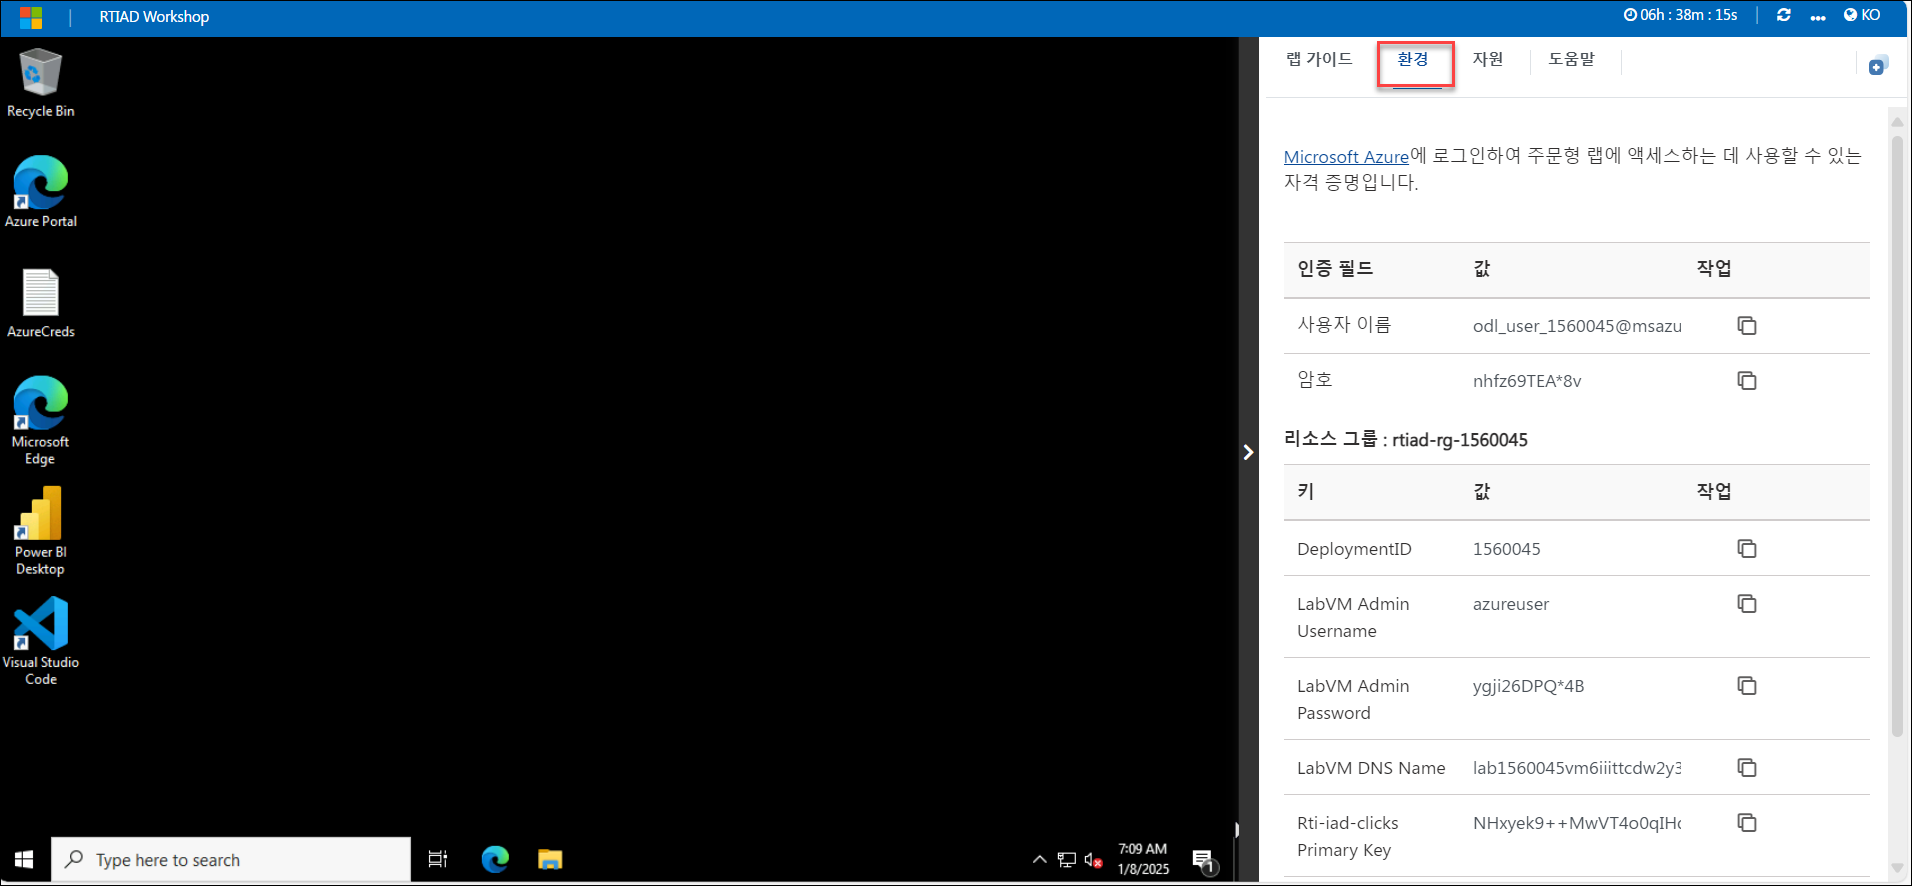 RTIAD Workshop
06h : 38m : 15s
KO
Recycle Bin
Azure Portal
AzureCreds
Microsoft
Edge
Power BI
Desktop
Visual Studio
Code
Type here to search
7:09 AM
1/8/2025
1
랩 가이드
환경
자원
도움말
Microsoft Azure에 로그인하여 주문형 랩에 액세스하는 데 사용할 수 있는
자격 증명입니다.
인증 필드 값 작업
사용자 이름 odl_user_1560045@msazu
암호 nhfz69TEA*8v
리소스 그룹 : rtiad-rg-1560045
키 값 작업
DeploymentID 1560045
LabVM Admin azureuser
Username
LabVM Admin ygji26DPQ*4B
Password
LabVM DNS Name lab1560045vm6iiittcdw2y3
Rti-iad-clicks NHxyek9++MwVT4o0qIH
Primary Key